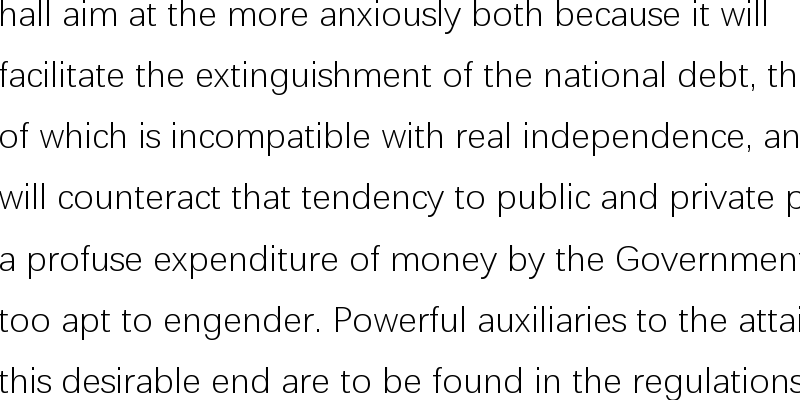 hall aim at the more anxiously both because it will
facilitate the extinguishment of the national debt, th
of which is incompatible with real independence, an
will counteract that tendency to public and private p
a profuse expenditure of money by the Government
too apt to engender. Powerful auxiliaries to the attai
this desirable end are to be found in the regulations